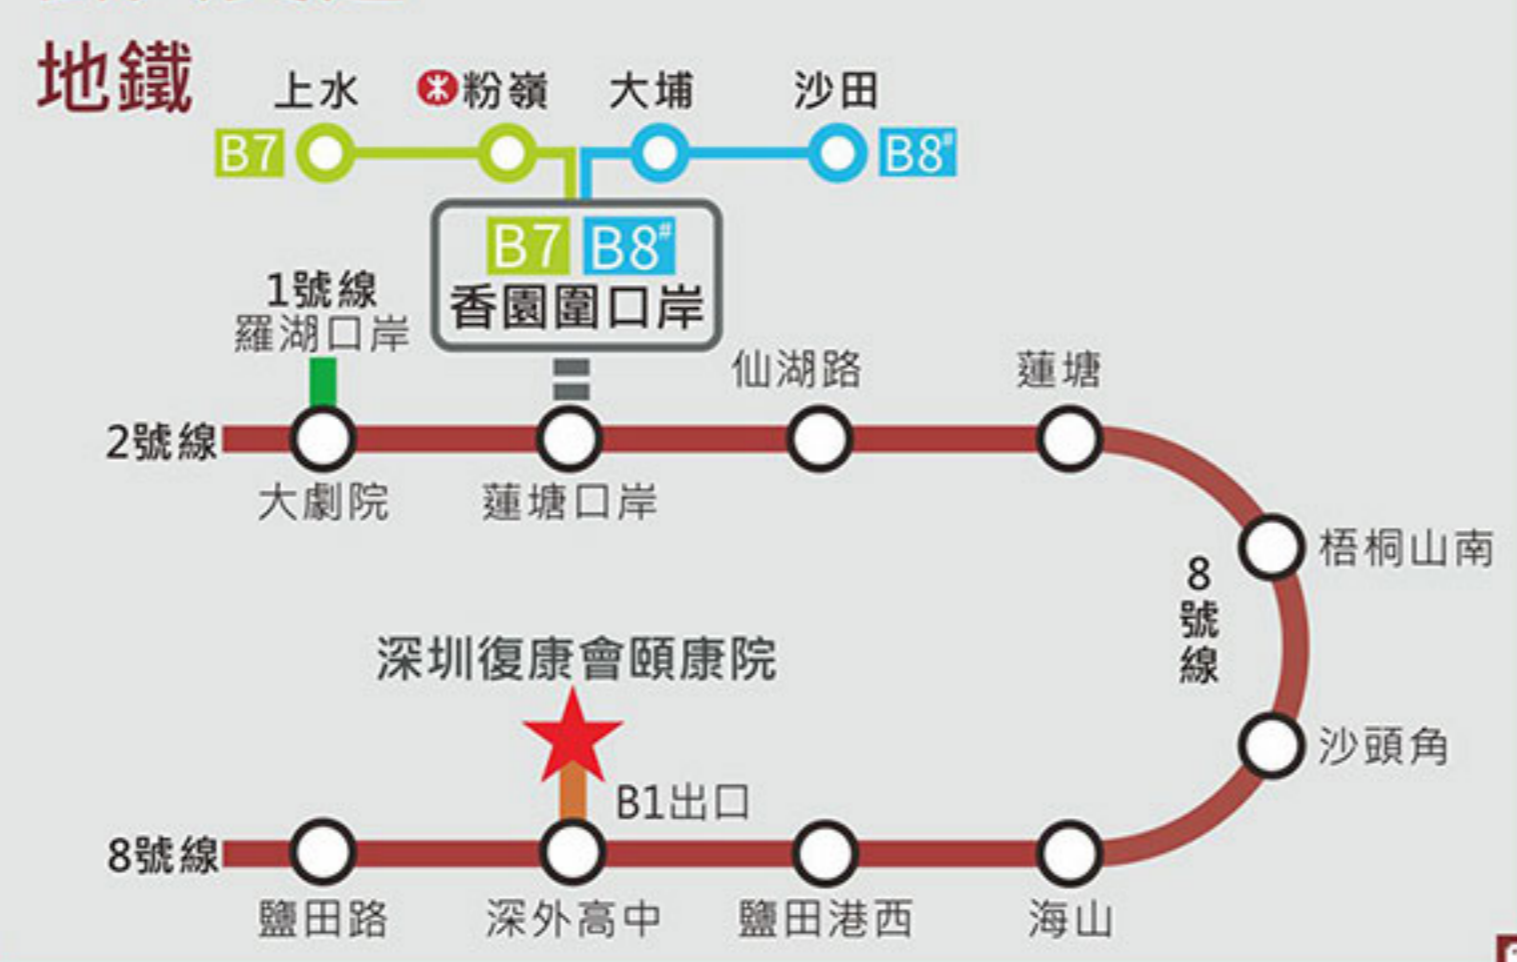 地鐵
上水
粉嶺
大埔
沙田
B7
B8#
B7 B8#
香園圍口岸
1號線
羅湖口岸
仙湖路
蓮塘
2號線
大劇院
蓮塘口岸
梧桐山南
8號線
沙頭角
深圳復康會頤康院
B1出口
8號線
鹽田路
深外高中
鹽田港西
海山